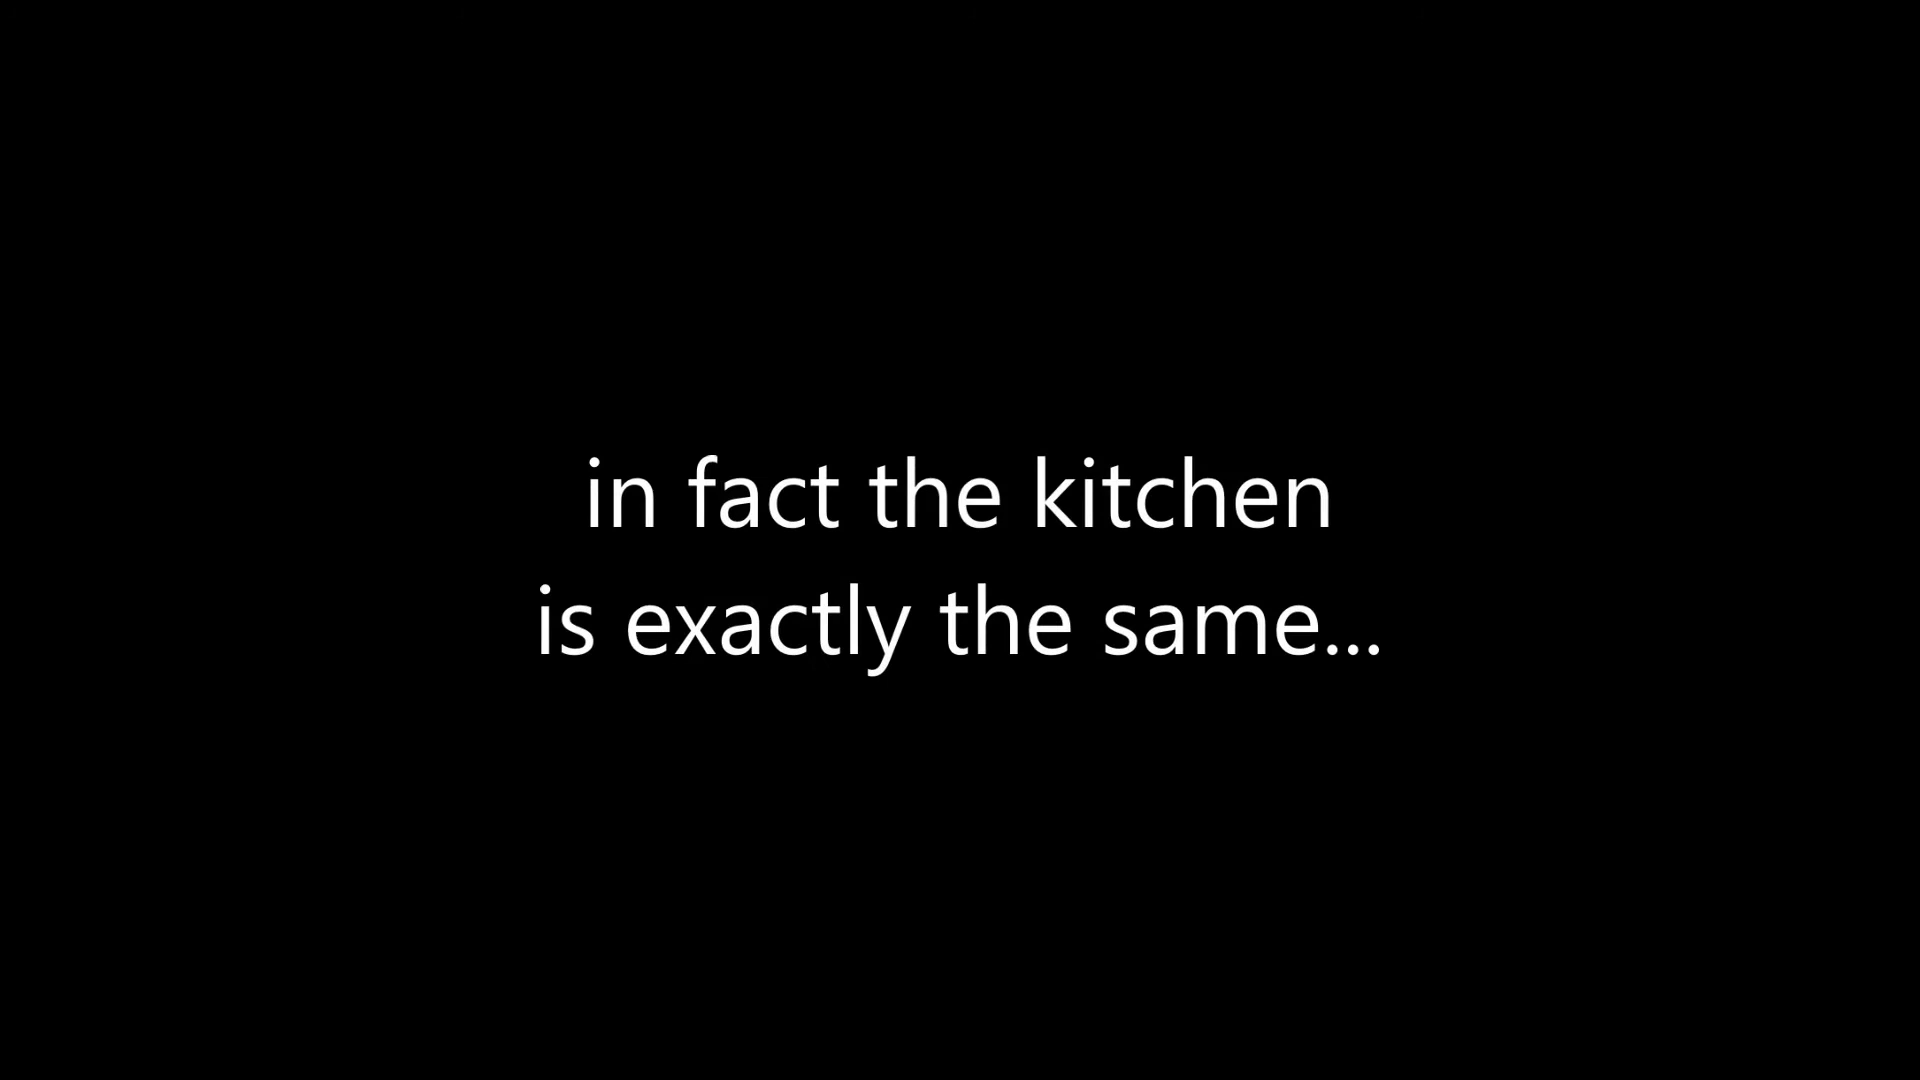 in fact the kitchen
is exactly the same...